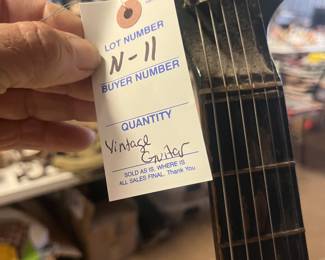 LOT NUMBER
N-11
BUYER NUMBER
QUANTITY
Vintage
Guitar
SOLD AS IS, WHERE IS
ALL SALES FINAL. Thank You